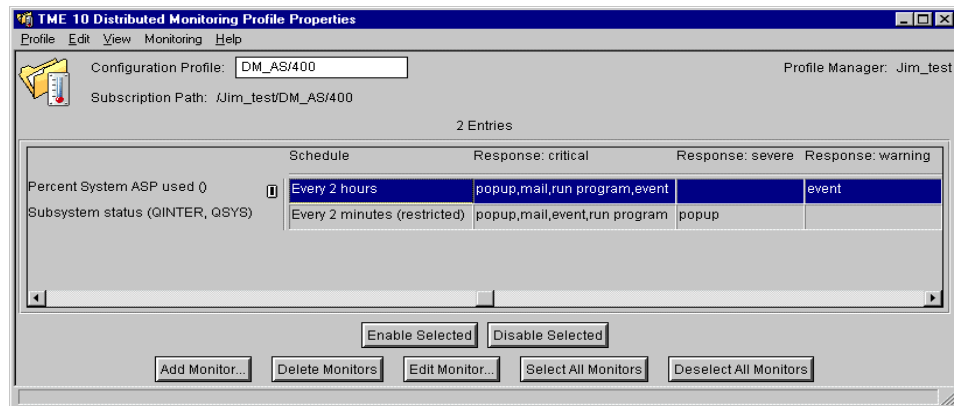 TME 10 Distributed Monitoring Profile Properties
Profile Edit View Monitoring Help
Configuration Profile: DM_AS/400 Profile Manager: Jim_test
Subscription Path: /Jim_test/DM_AS/400
2 Entries
Schedule Response: critical Response: severe Response: warning
Percent System ASP used () Every 2 hours popup,mail,run program,event event
Subsystem status (QINTER, QSYS) Every 2 minutes (restricted) popup,mail,event,run program popup
Enable Selected Disable Selected
Add Monitor... Delete Monitors Edit Monitor... Select All Monitors Deselect All Monitors